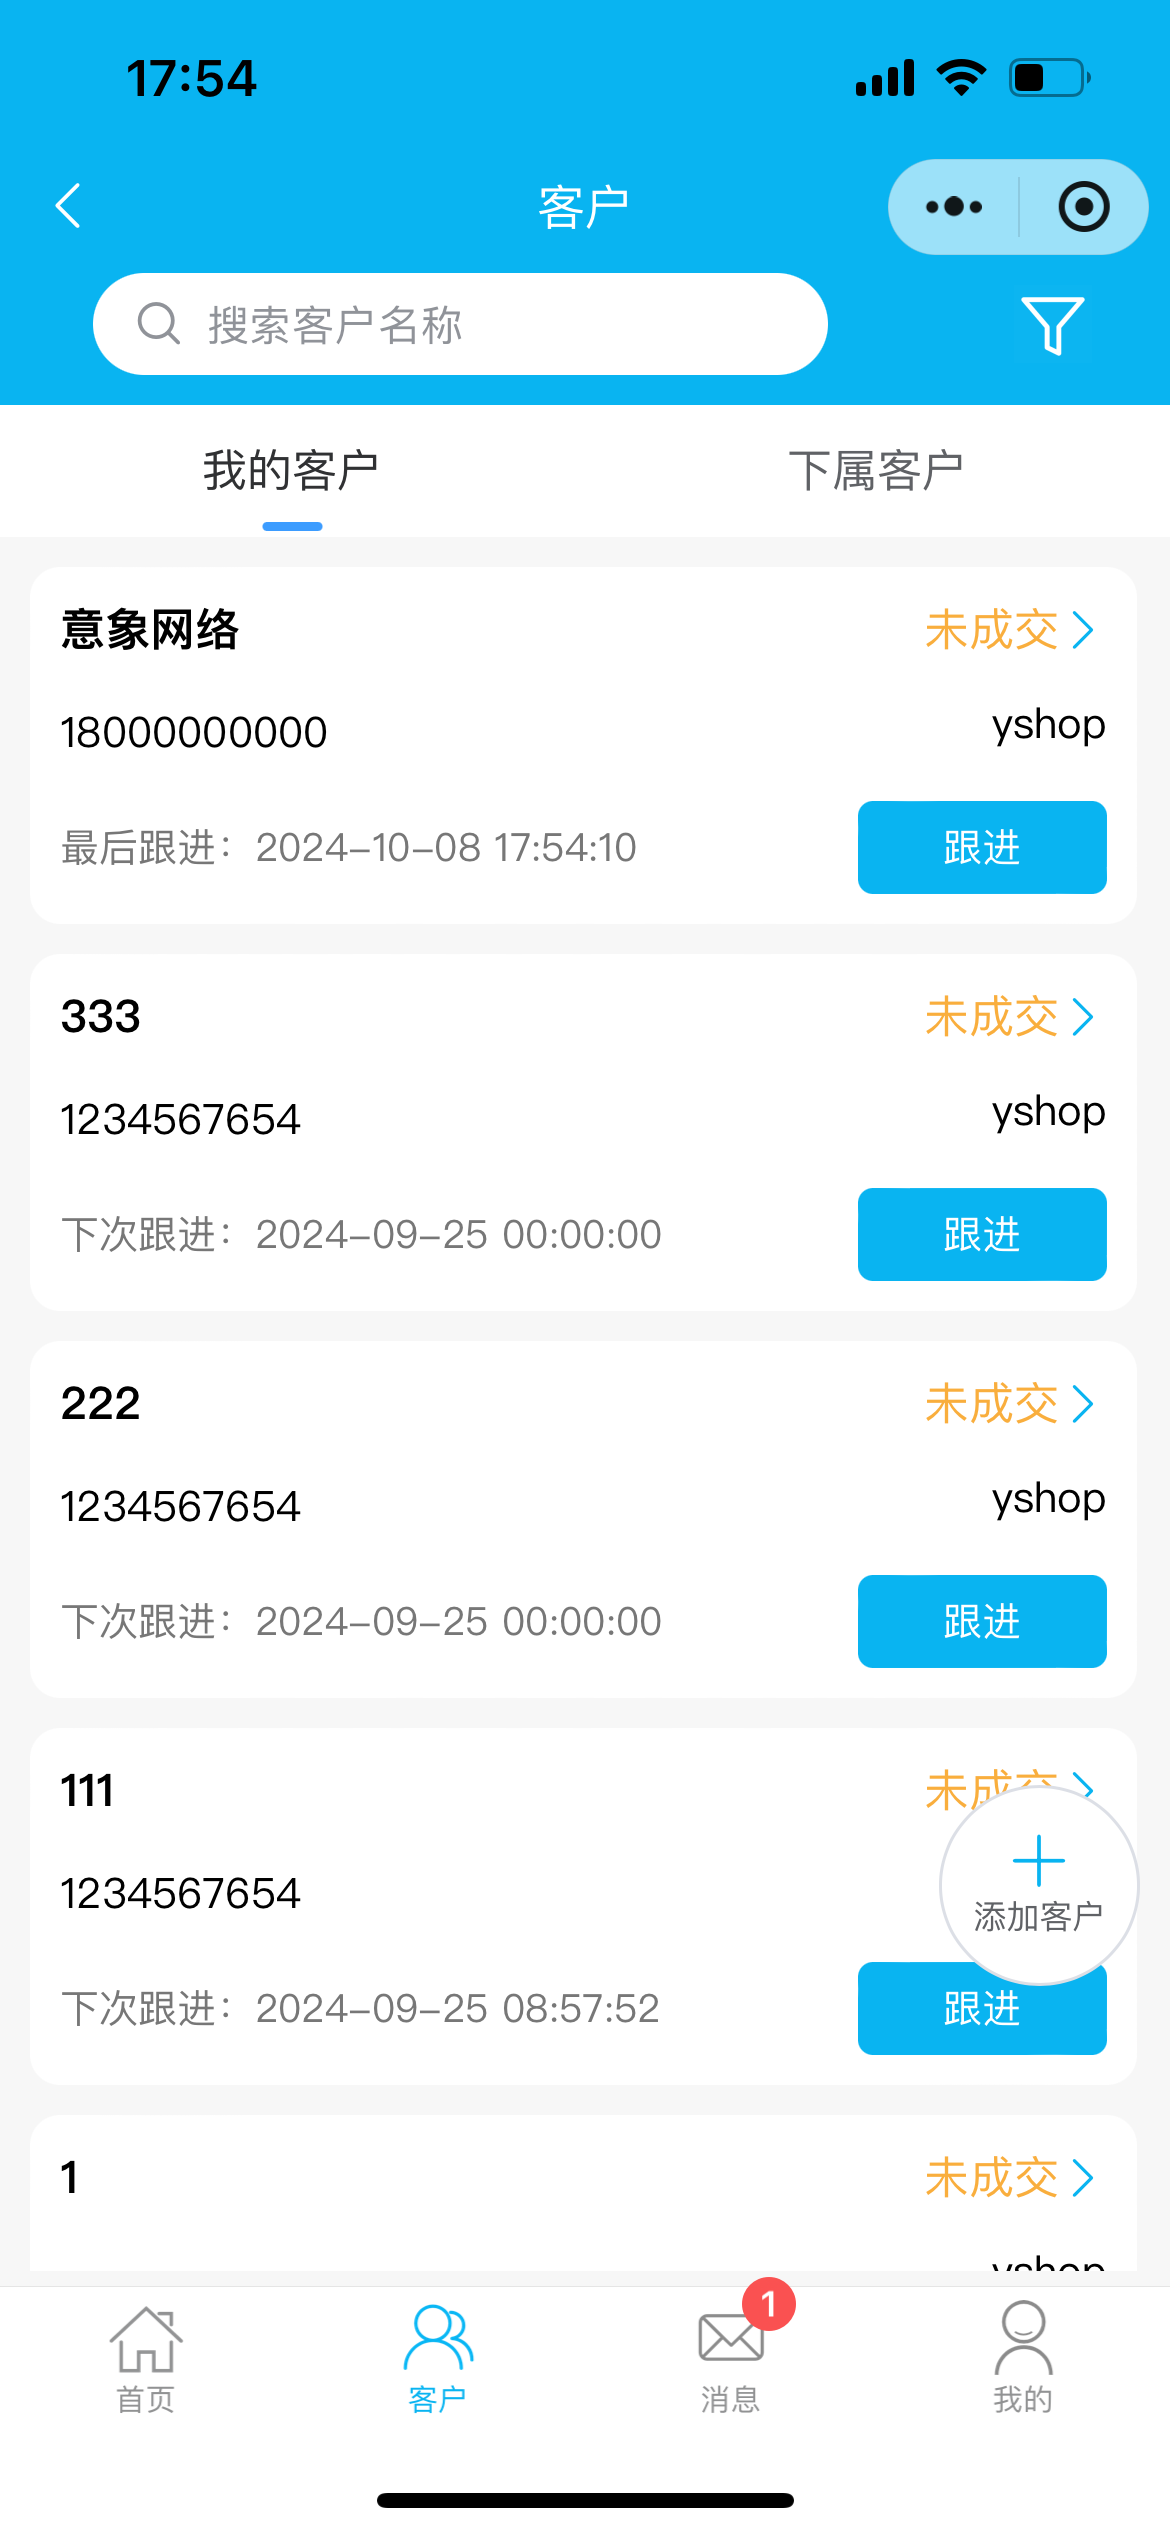 17:54
客户
搜索客户名称
我的客户
下属客户
意象网络
未成交
18000000000
yshop
最后跟进：2024-10-08 17:54:10
跟进
333
未成交
1234567654
yshop
下次跟进：2024-09-25 00:00:00
跟进
222
未成交
1234567654
yshop
下次跟进：2024-09-25 00:00:00
跟进
111
未成交
1234567654
添加客户
下次跟进：2024-09-25 08:57:52
跟进
1
未成交
yshop
1
首页
客户
消息
我的